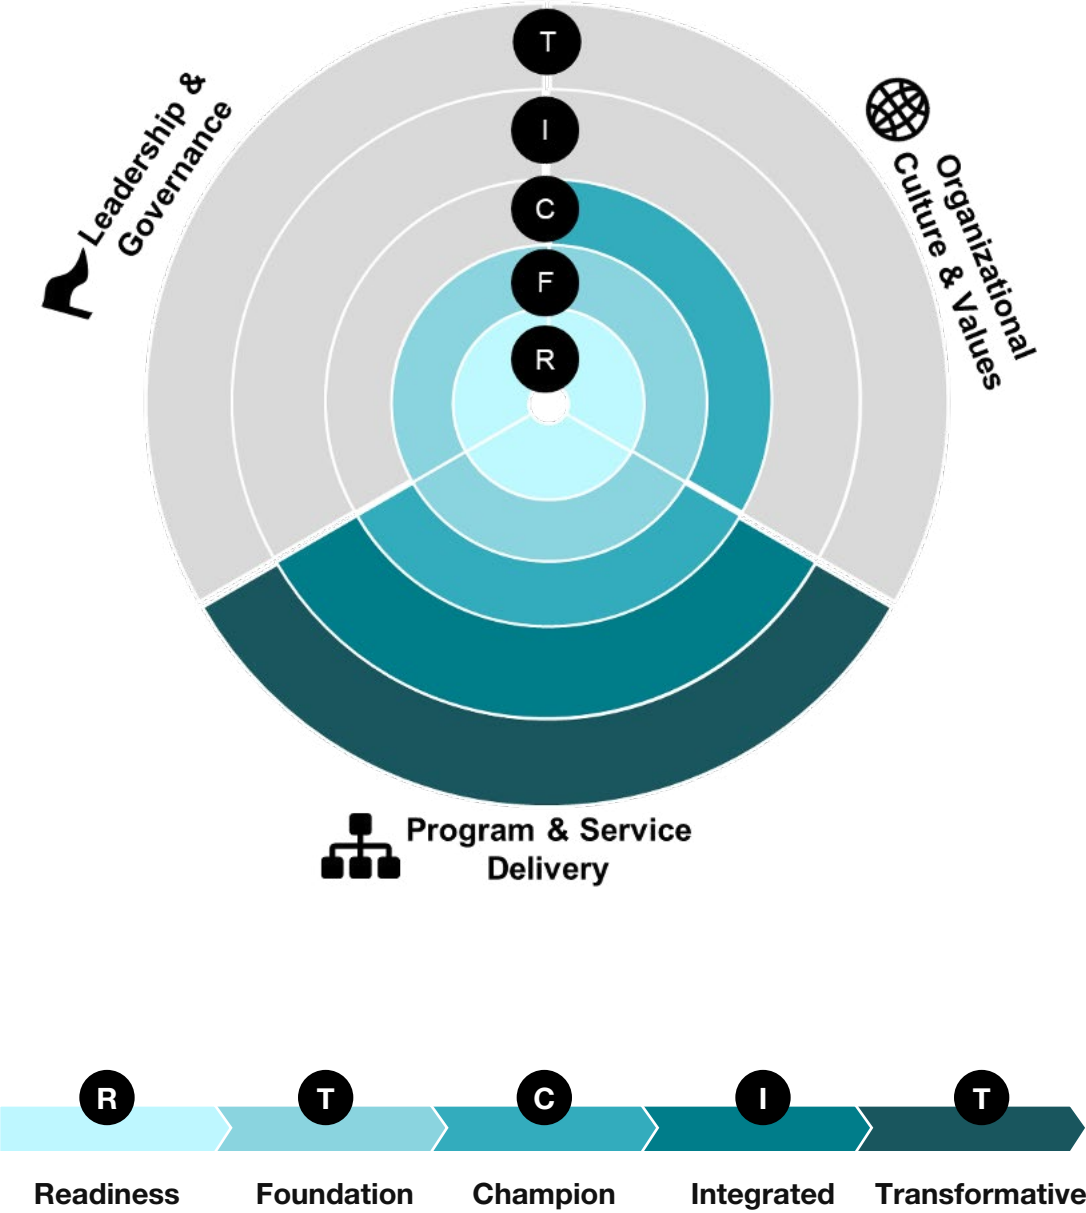 T
I
C
F
R
Leadership &
Governance
Organizational
Culture & Values
Program & Service
Delivery
R
T
C
I
T
Readiness
Foundation
Champion
Integrated
Transformative